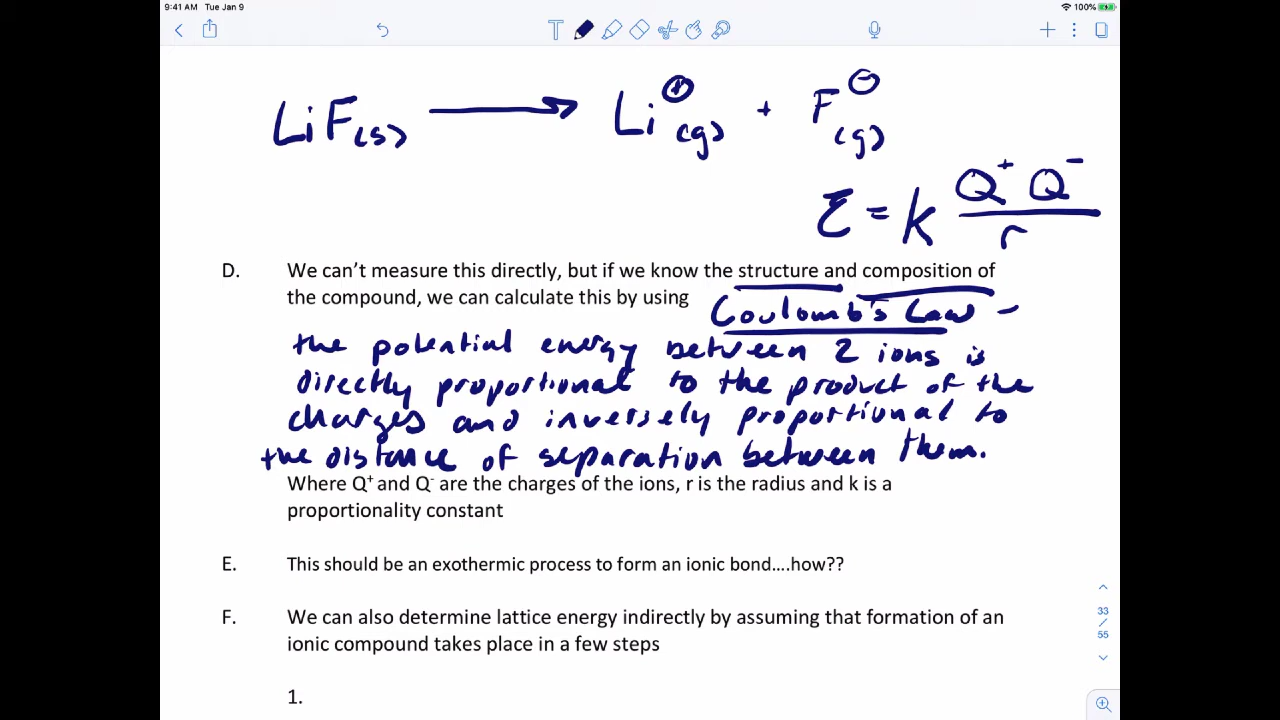 9:41 AM Tue Jan 9
100%
LiF(s) ⟶ Li⊕(g) + F⊖(g)
E = k Q⁺ Q⁻ / r
D. We can’t measure this directly, but if we know the structure and composition of
the compound, we can calculate this by using Coulomb's Law -
the potential energy between 2 ions is
directly proportional to the product of the
charges and inversely proportional to
the distance of separation between them.
Where Q⁺ and Q⁻ are the charges of the ions, r is the radius and k is a
proportionality constant
E. This should be an exothermic process to form an ionic bond....how??
F. We can also determine lattice energy indirectly by assuming that formation of an
ionic compound takes place in a few steps
33
/
55
1.